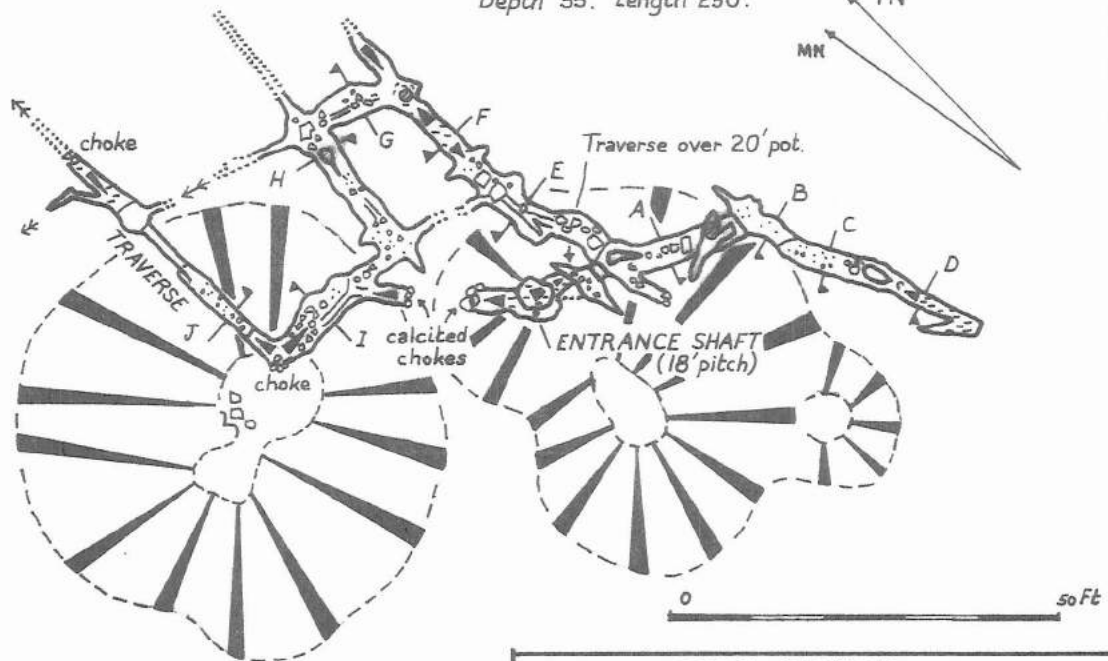 Depth 55. Length 250.
TN
MN
choke
F
G
Traverse over 20' pot.
H
E
A
B
C
D
TRAVERSE
J
I
calcited
chokes
ENTRANCE SHAFT
(18' pitch)
choke
0
50 Ft